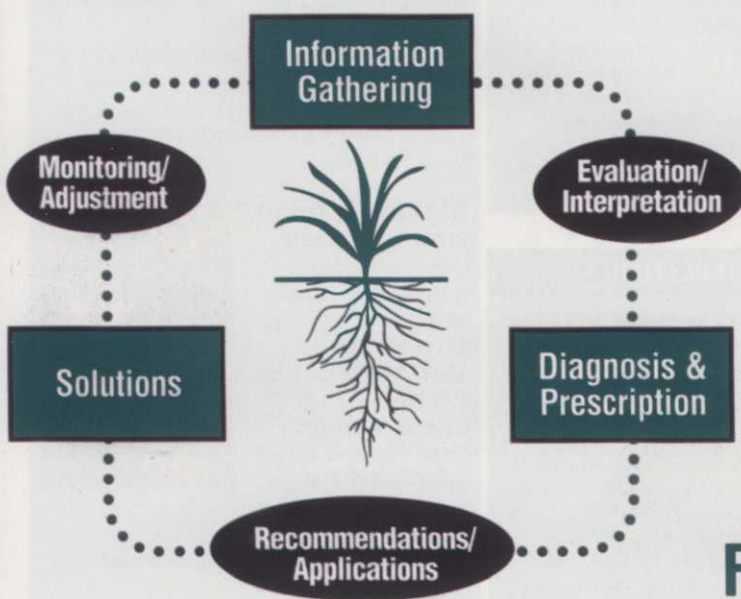 Information
Gathering
Evaluation/
Interpretation
Diagnosis &
Prescription
Recommendations/
Applications
Solutions
Monitoring/
Adjustment